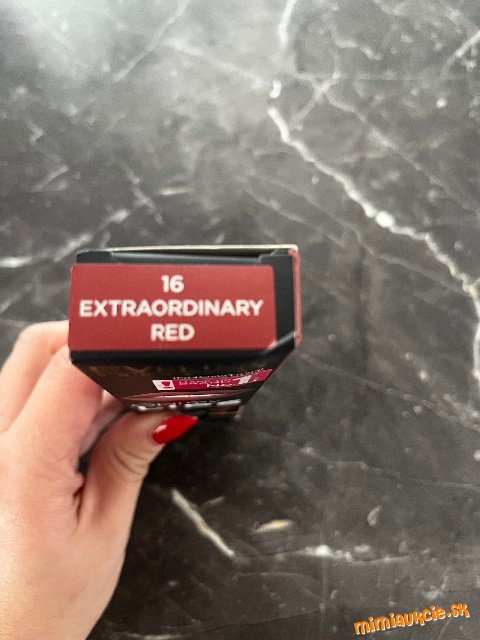 16
EXTRAORDINARY
RED
mimiaukcie.sk